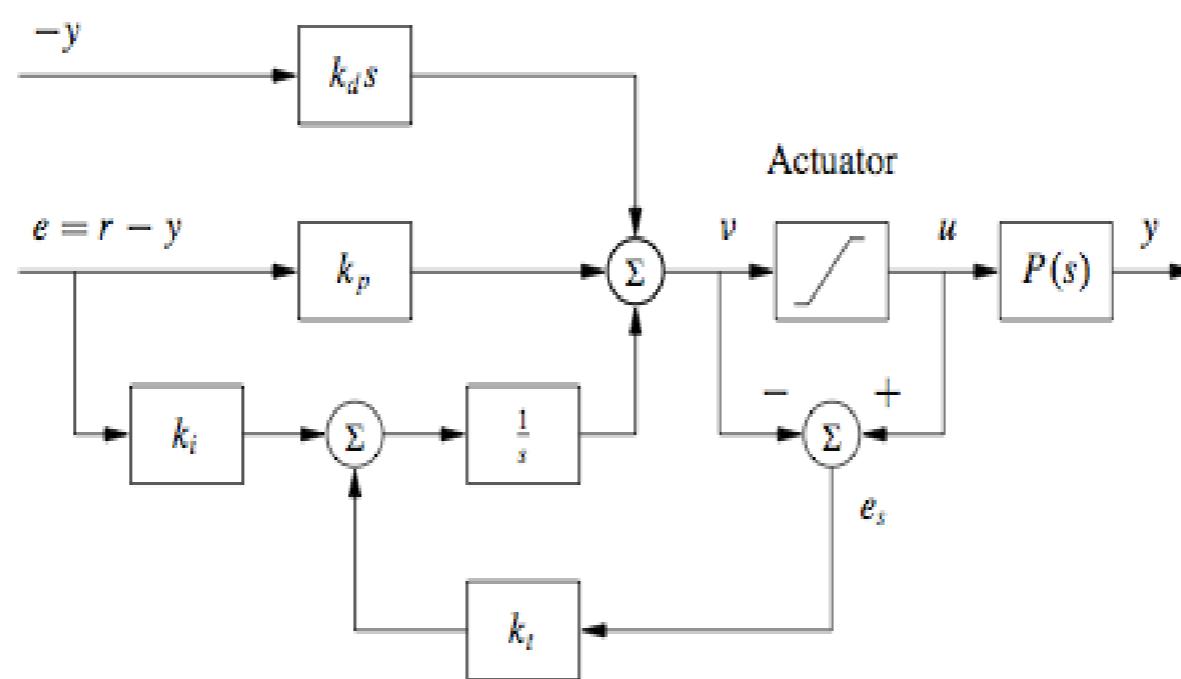 −y
k_d s
Actuator
e = r − y
k_p
Σ
v
u
P(s)
y
− +
k_i
Σ
1/s
Σ
e_s
k_t